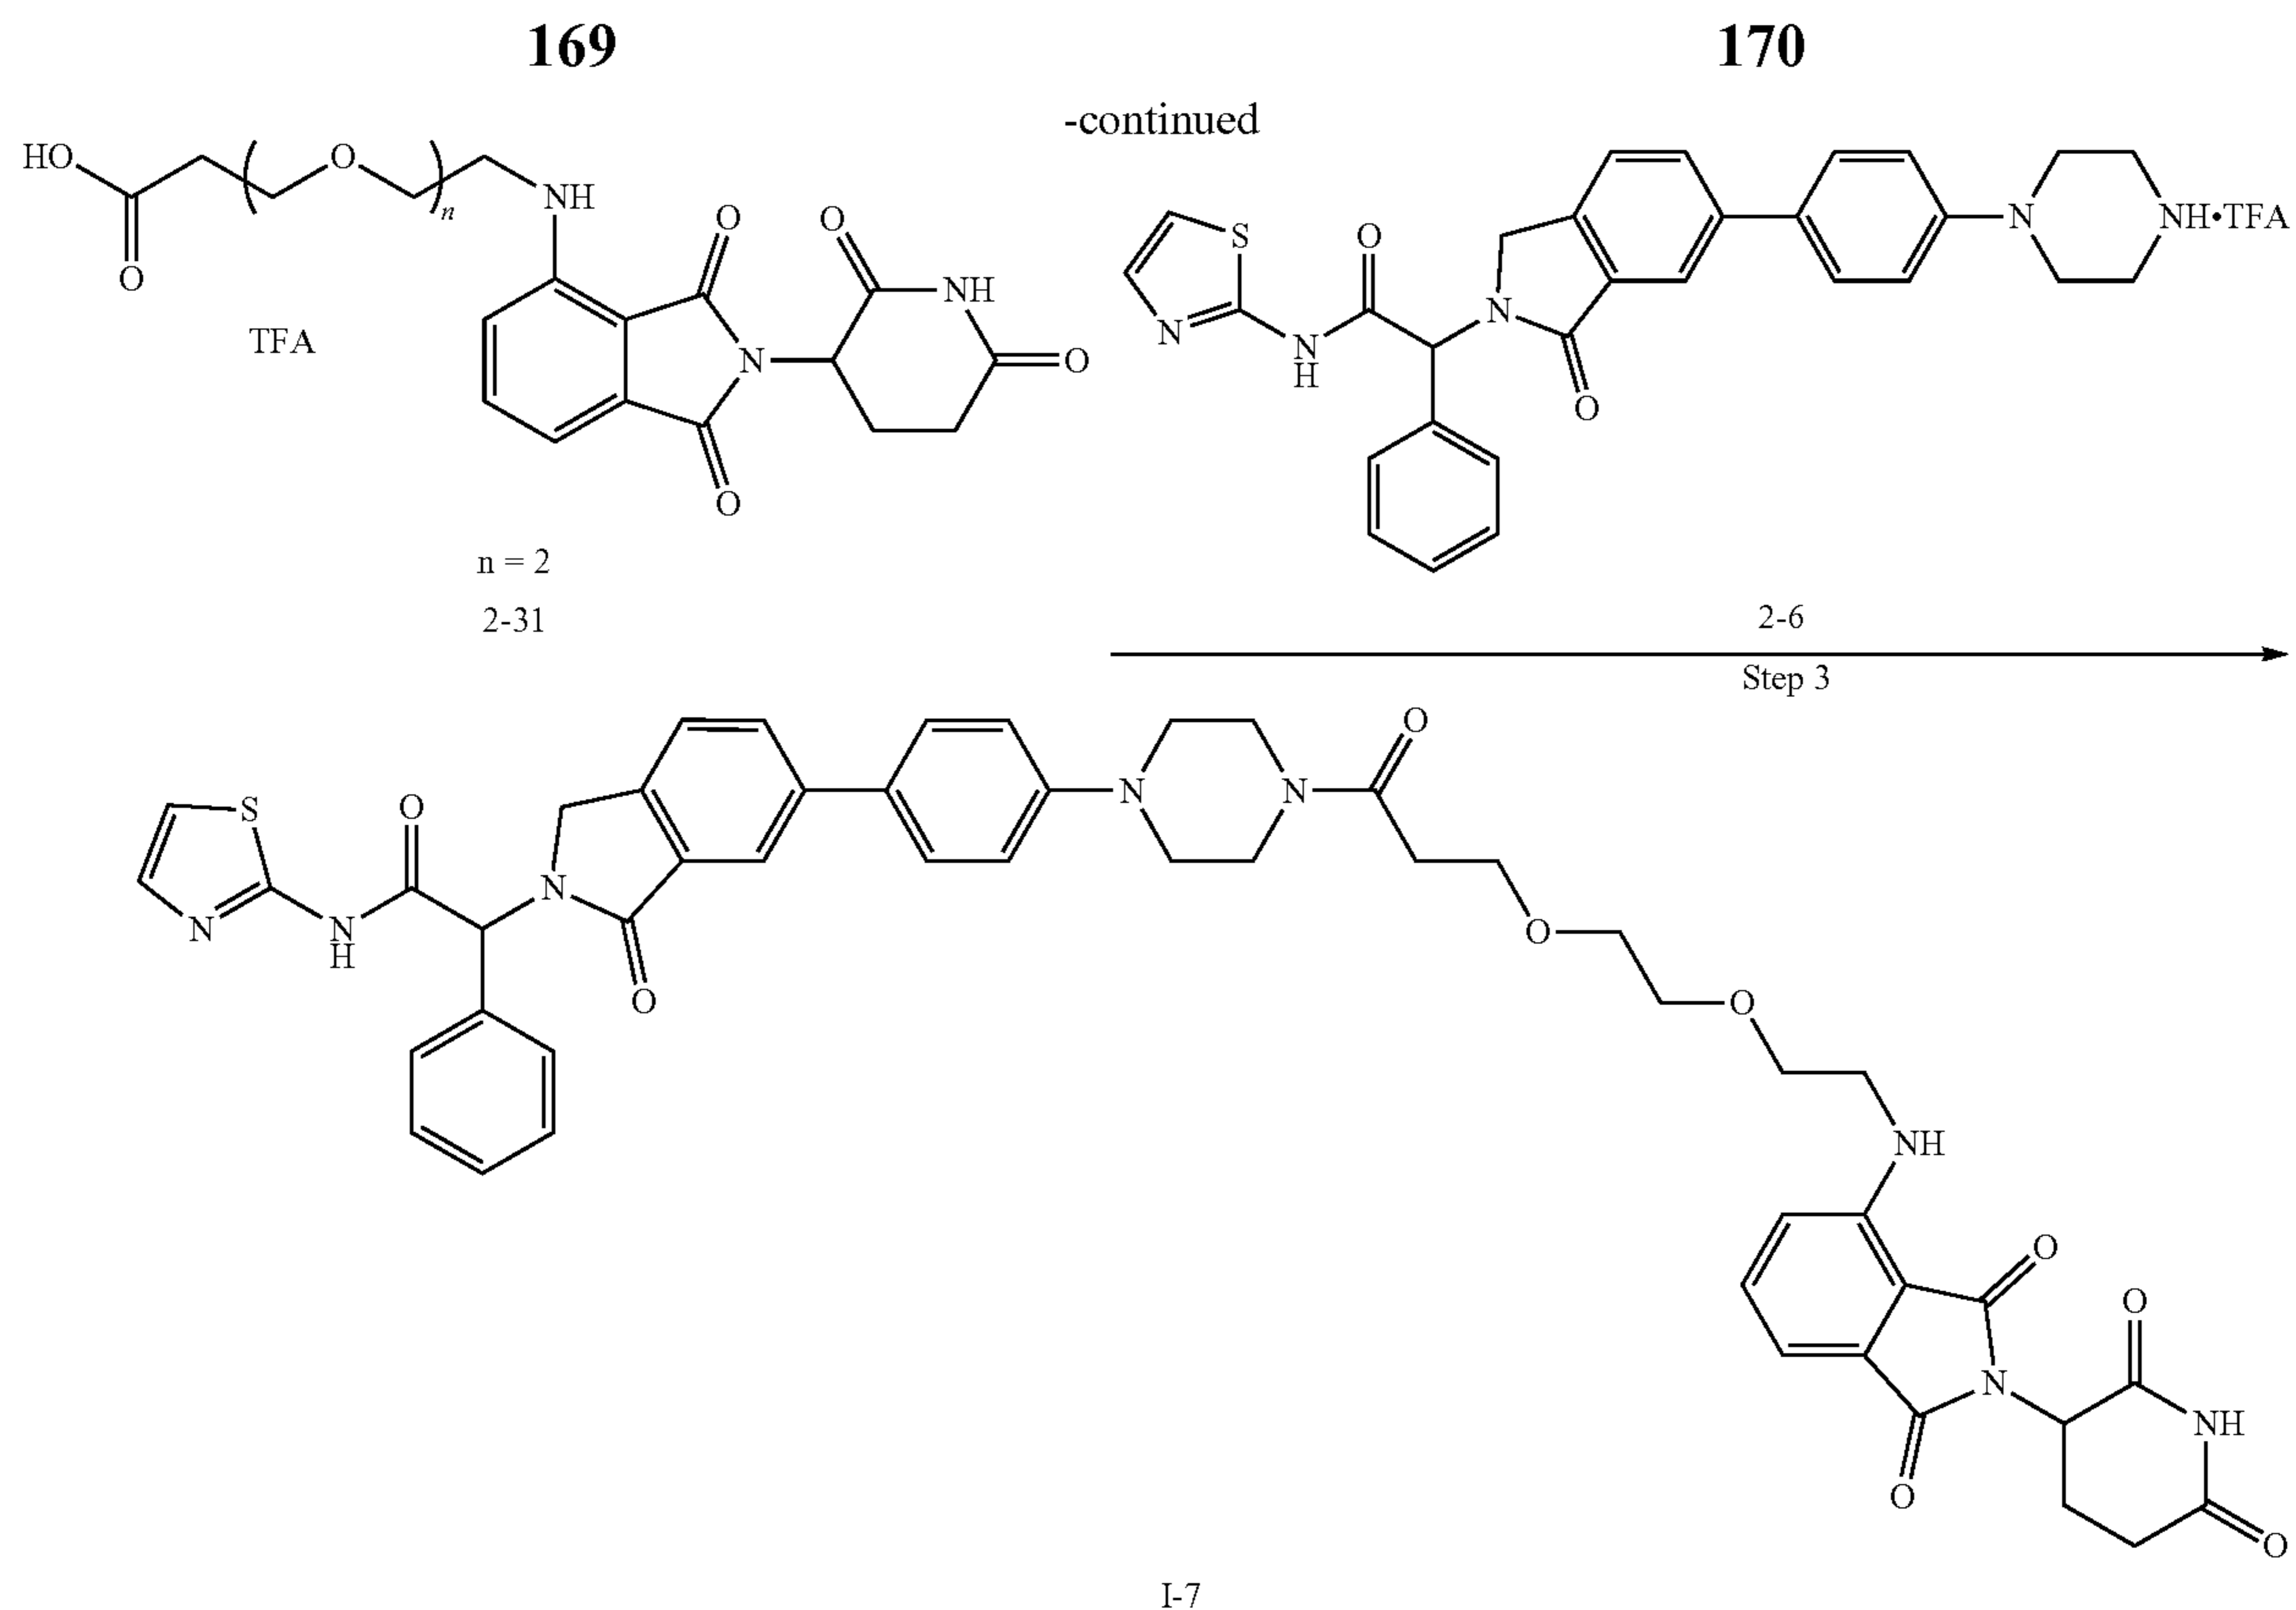 169
170
-continued
HO
O
O
n
NH
O
O
NH
O
N
O
TFA
S
N
N
H
O
N
O
N
NH•TFA
n = 2
2-31
2-6
Step 3
S
N
N
H
O
N
O
N
N
O
O
O
NH
O
N
O
O
NH
O
I-7